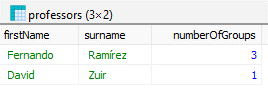 professors (3×2)
firstName surname numberOfGroups
Fernando Ramírez 3
David Zuir 1